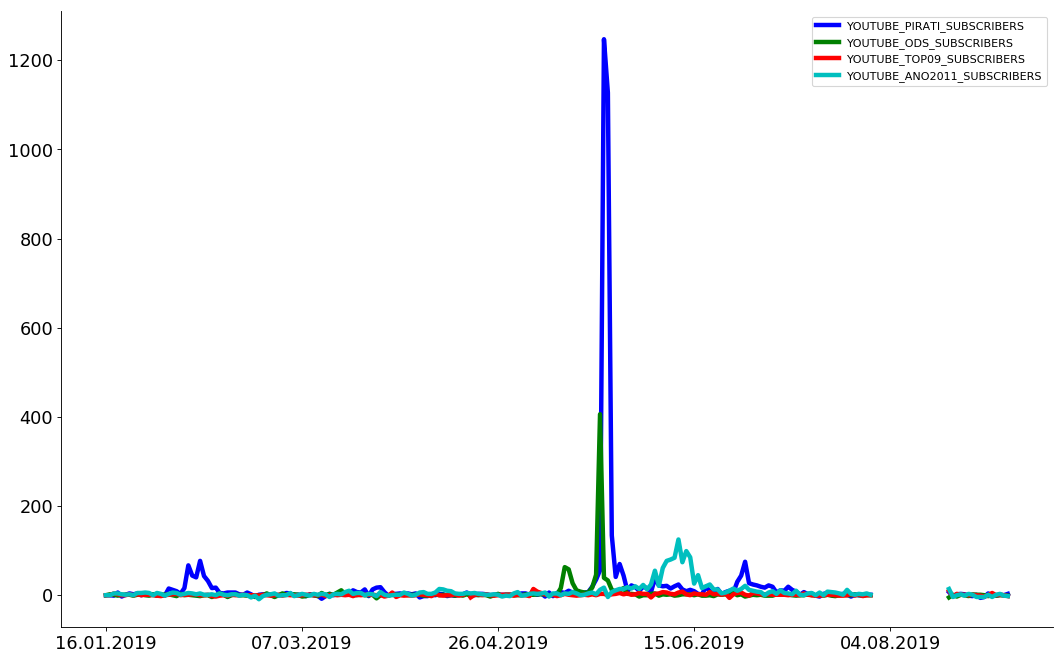 YOUTUBE_PIRATI_SUBSCRIBERS
YOUTUBE_ODS_SUBSCRIBERS
YOUTUBE_TOP09_SUBSCRIBERS
YOUTUBE_ANO2011_SUBSCRIBERS
1200
1000
800
600
400
200
0
16.01.2019 07.03.2019 26.04.2019 15.06.2019 04.08.2019